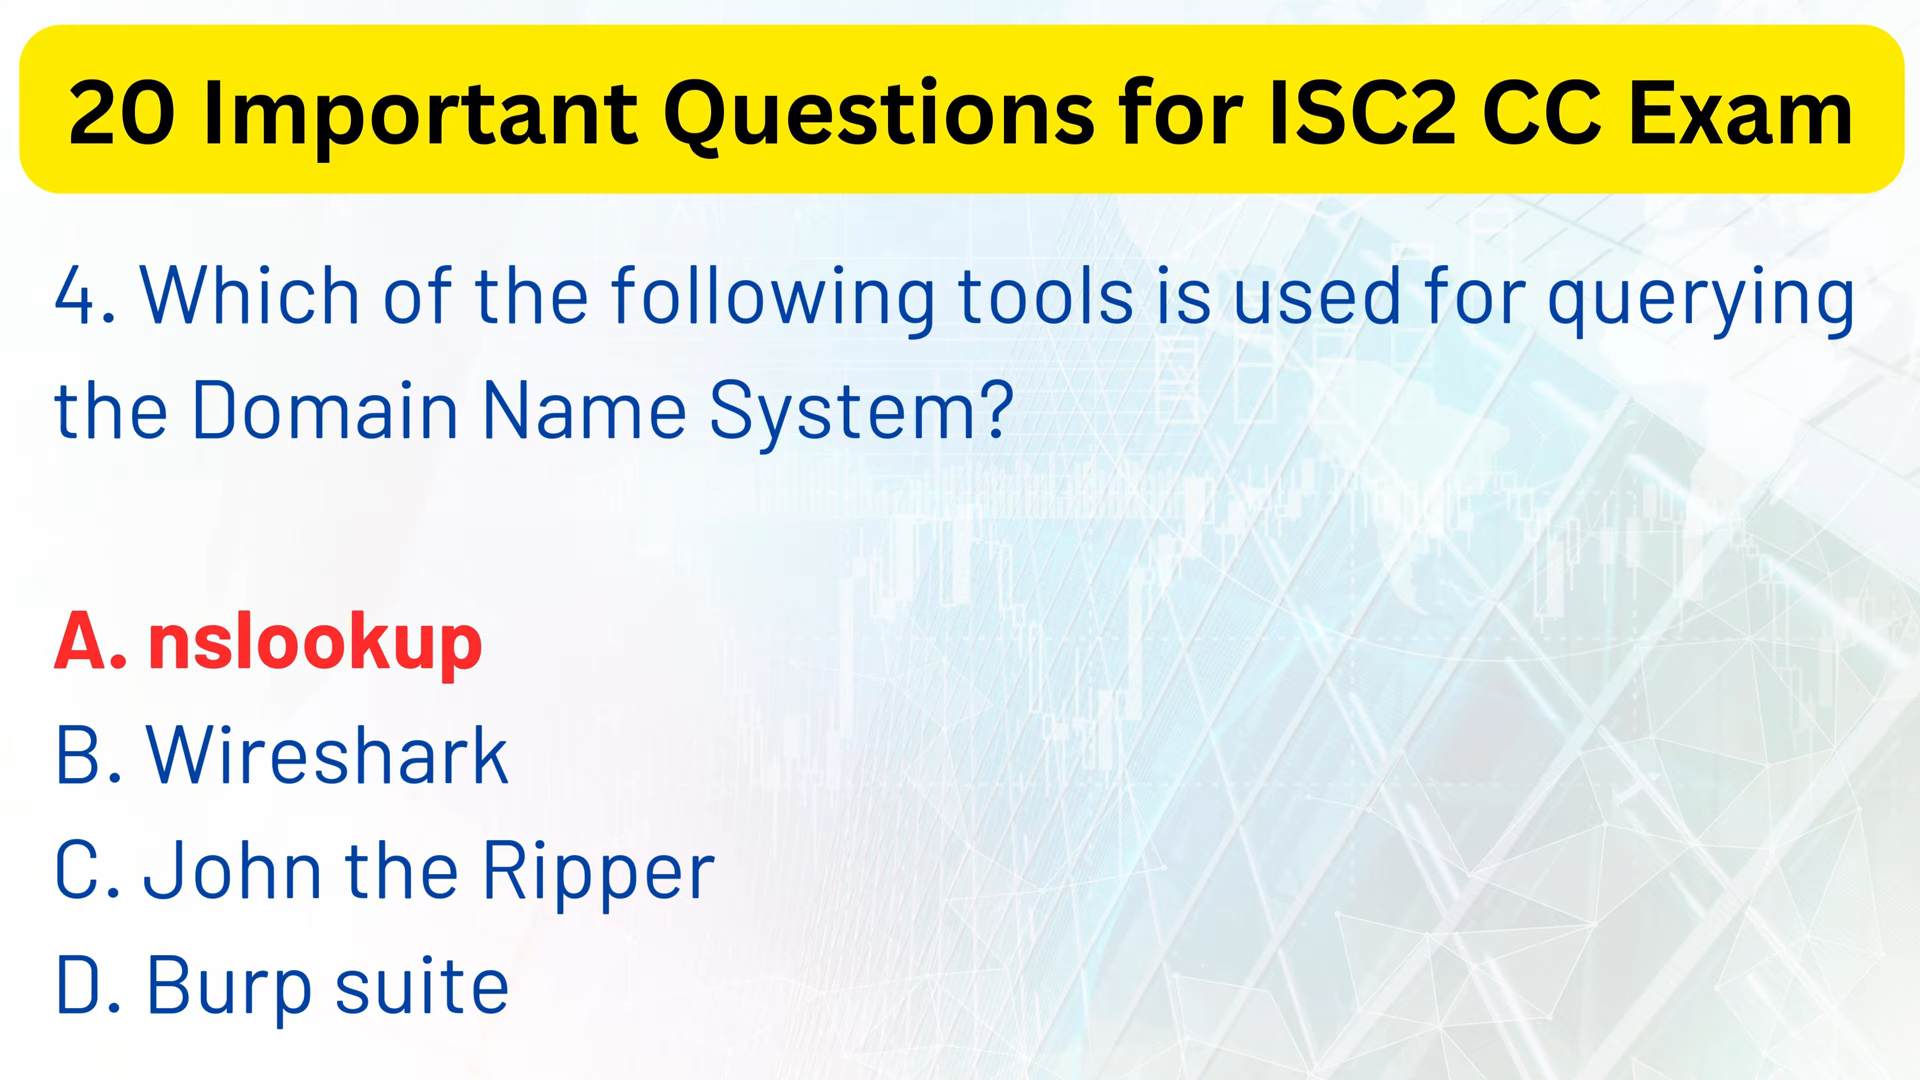 20 Important Questions for ISC2 CC Exam
4. Which of the following tools is used for querying
the Domain Name System?
A. nslookup
B. Wireshark
C. John the Ripper
D. Burp suite